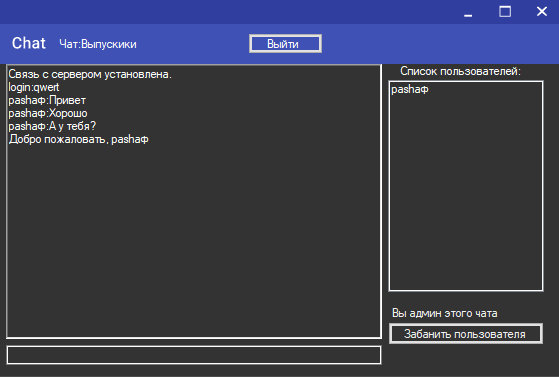 Chat Чат:Выпускики Выйти
Связь с сервером установлена.
login:qwert
pashaф:Привет
pashaф:Хорошо
pashaф:А у тебя?
Добро пожаловать, pashaф
Список пользователей:
pashaф
Вы админ этого чата
Забанить пользователя